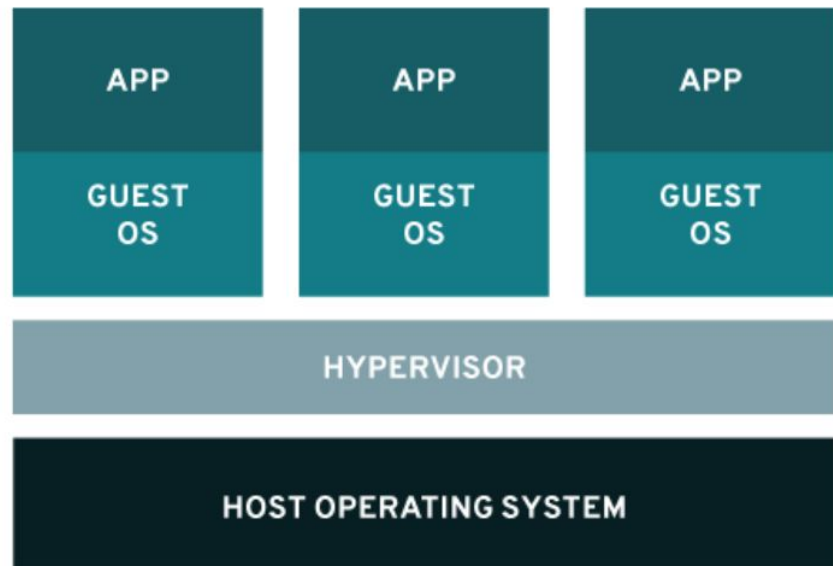 APP
APP
APP
GUEST
OS
GUEST
OS
GUEST
OS
HYPERVISOR
HOST OPERATING SYSTEM